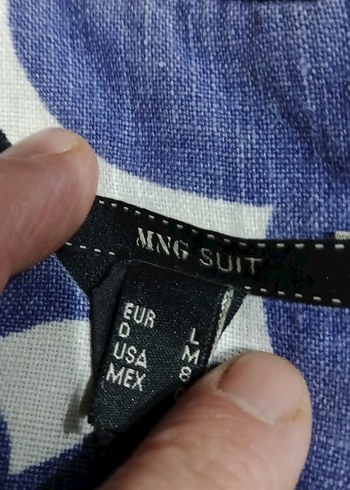 MNG SUIT
EUR L
D M
USA 8
MEX